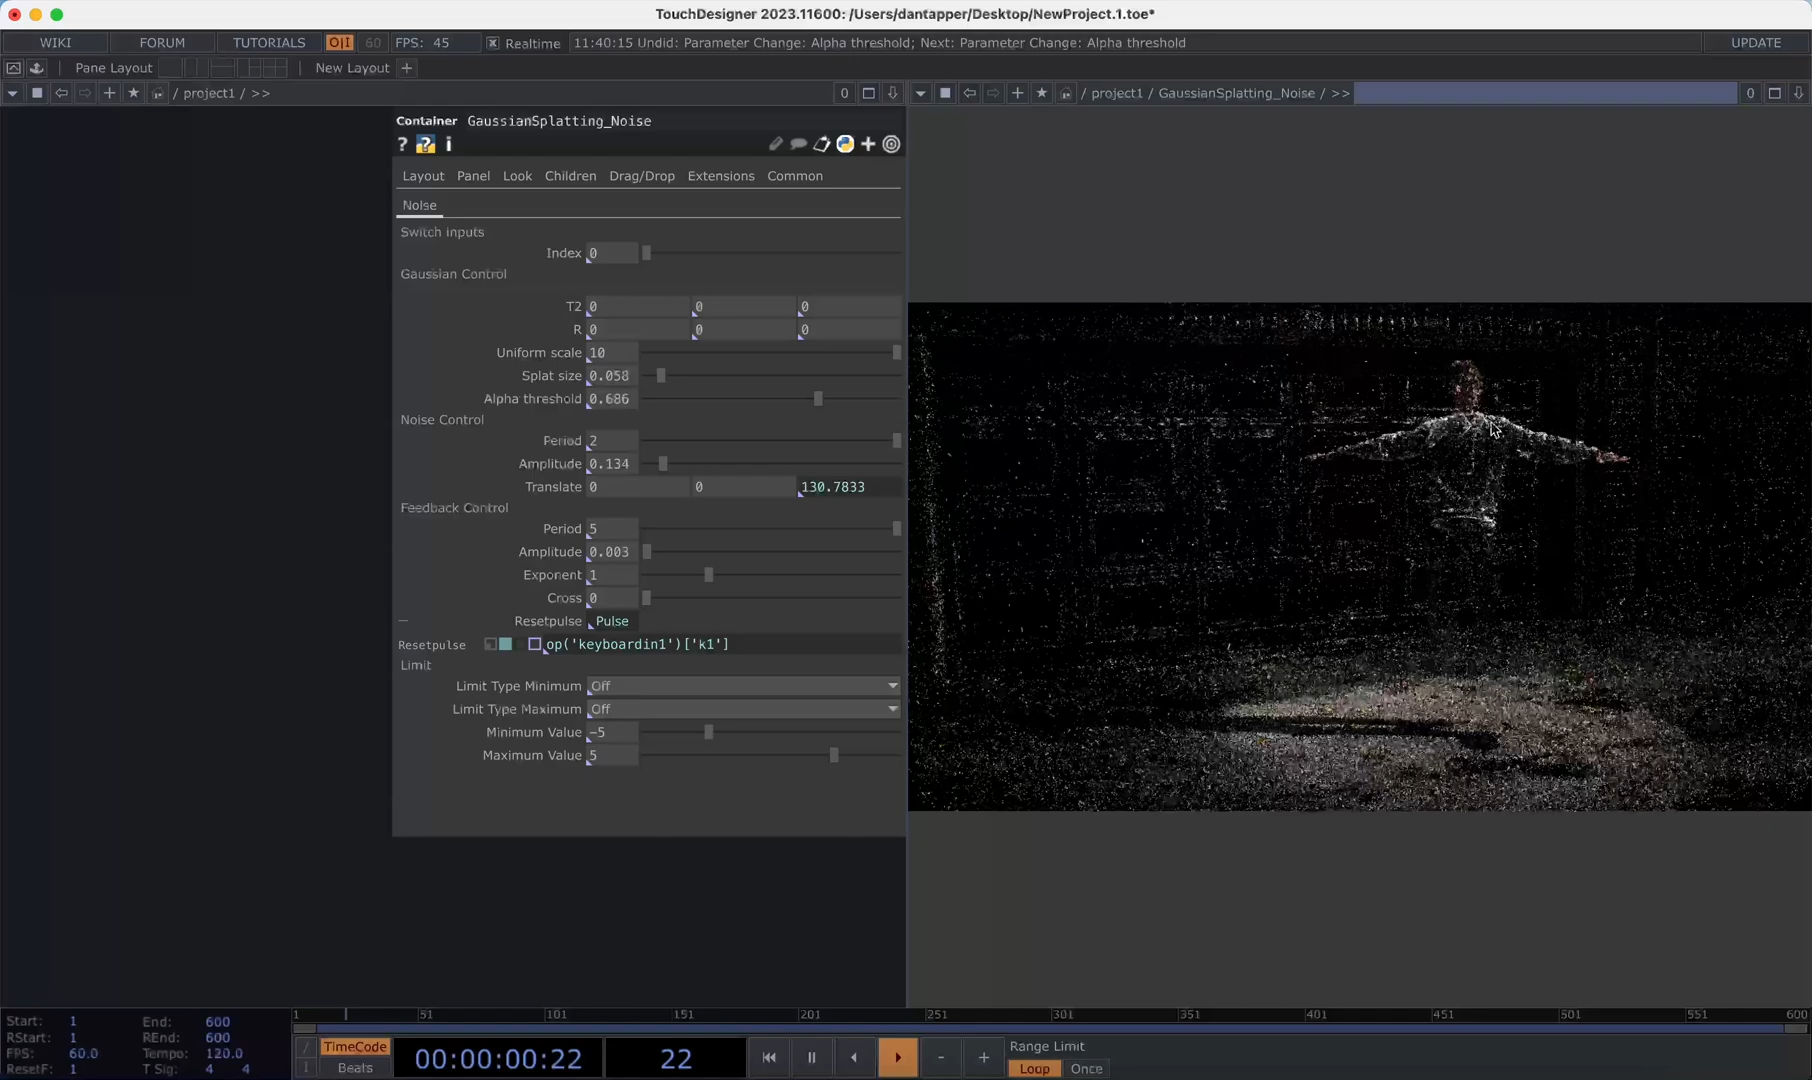 TouchDesigner 2023.11600: /Users/dantapper/Desktop/NewProject.1.toe*
WIKI FORUM TUTORIALS O|I 60 FPS: 45 Realtime 11:40:15 Undid: Parameter Change: Alpha threshold; Next: Parameter Change: Alpha threshold UPDATE
Pane Layout New Layout +
/ project1 / >> 0
/ project1 / GaussianSplatting_Noise / >> 0
Container GaussianSplatting_Noise
? ? i
Layout Panel Look Children Drag/Drop Extensions Common
Noise
Switch inputs
Index 0
Gaussian Control
T2 0 0 0
R 0 0 0
Uniform scale 10
Splat size 0.058
Alpha threshold 0.686
Noise Control
Period 2
Amplitude 0.134
Translate 0 0 130.7833
Feedback Control
Period 5
Amplitude 0.003
Exponent 1
Cross 0
Resetpulse Pulse
Resetpulse op('keyboardin1')['k1']
Limit
Limit Type Minimum Off
Limit Type Maximum Off
Minimum Value -5
Maximum Value 5
1 51 101 151 201 251 301 351 401 451 501 551 600
Start: 1 End: 600
RStart: 1 REnd: 600
FPS: 60.0 Tempo: 120.0
ResetF: 1 T Sig: 4 4
/ TimeCode
I Beats
00:00:00:22 22
- +
Range Limit
Loop Once